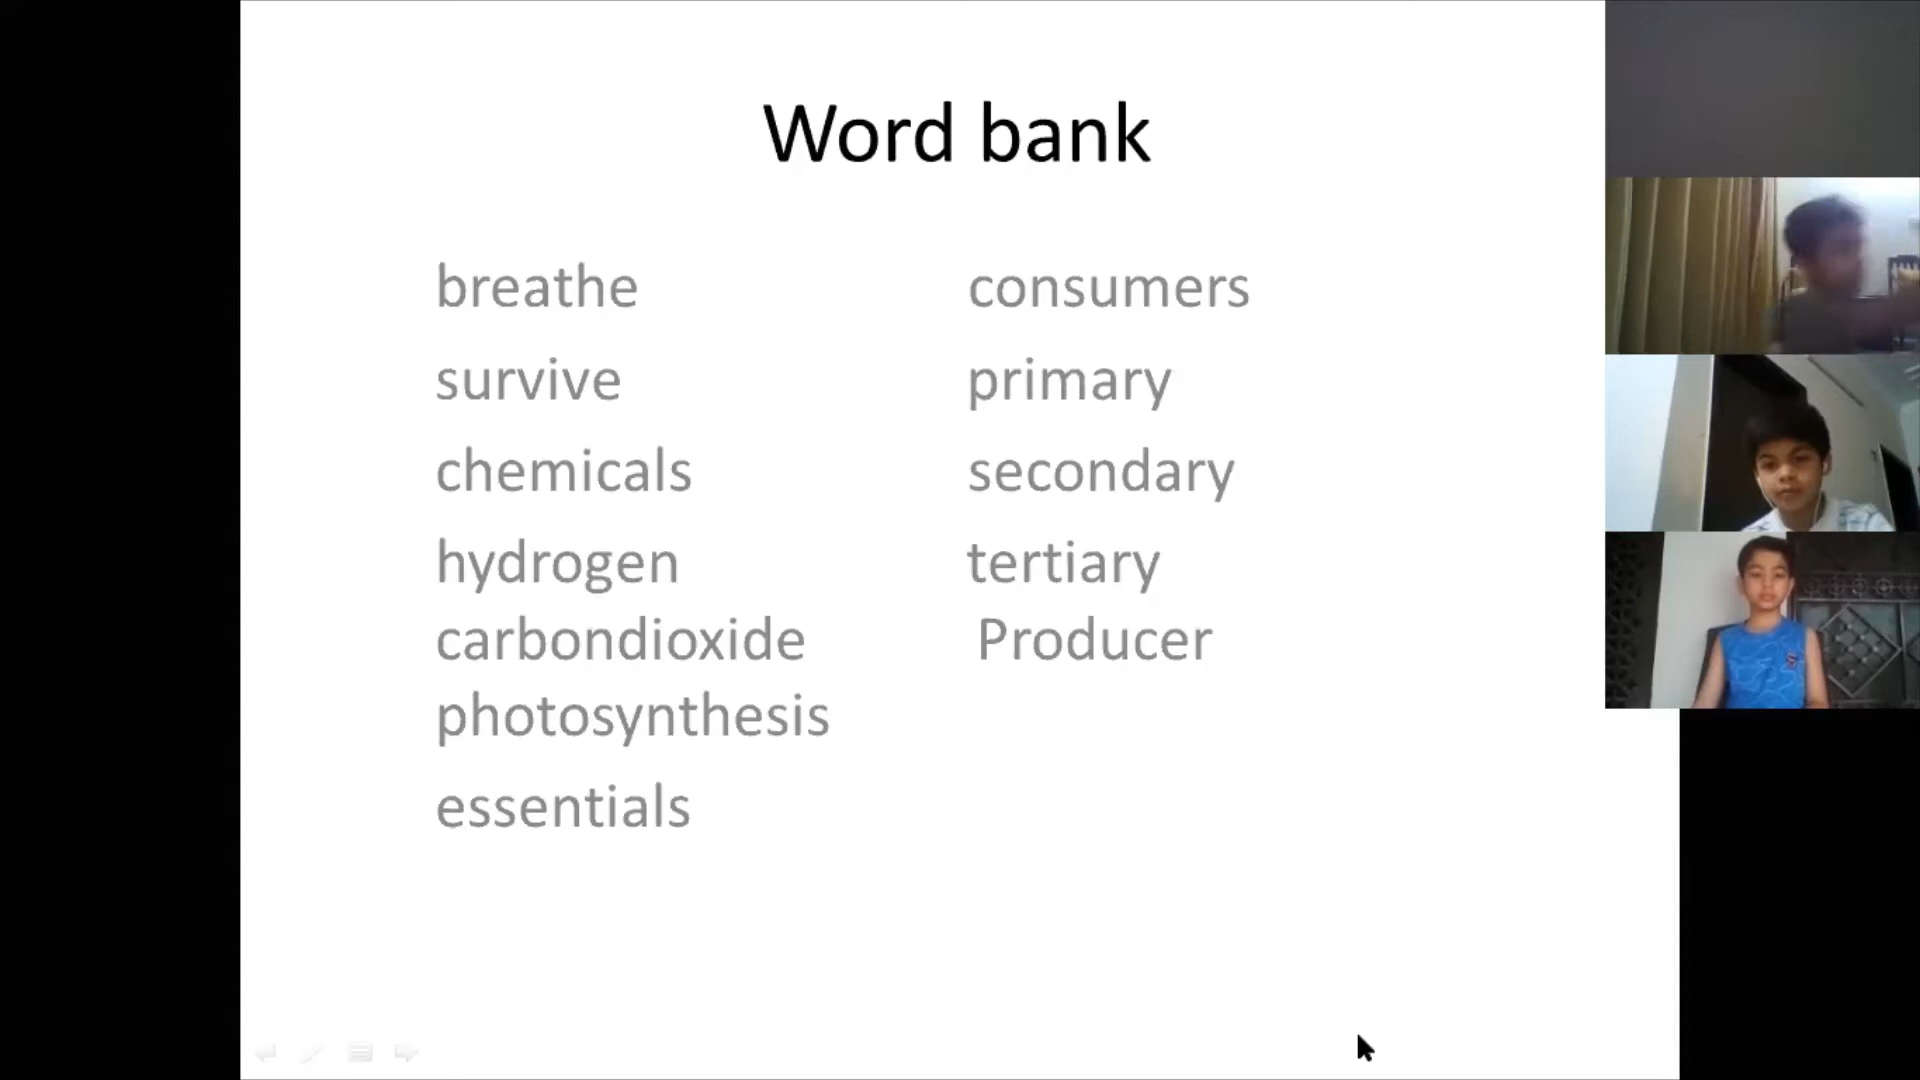 Word bank
breathe
survive
chemicals
hydrogen
carbondioxide
photosynthesis
essentials
consumers
primary
secondary
tertiary
Producer